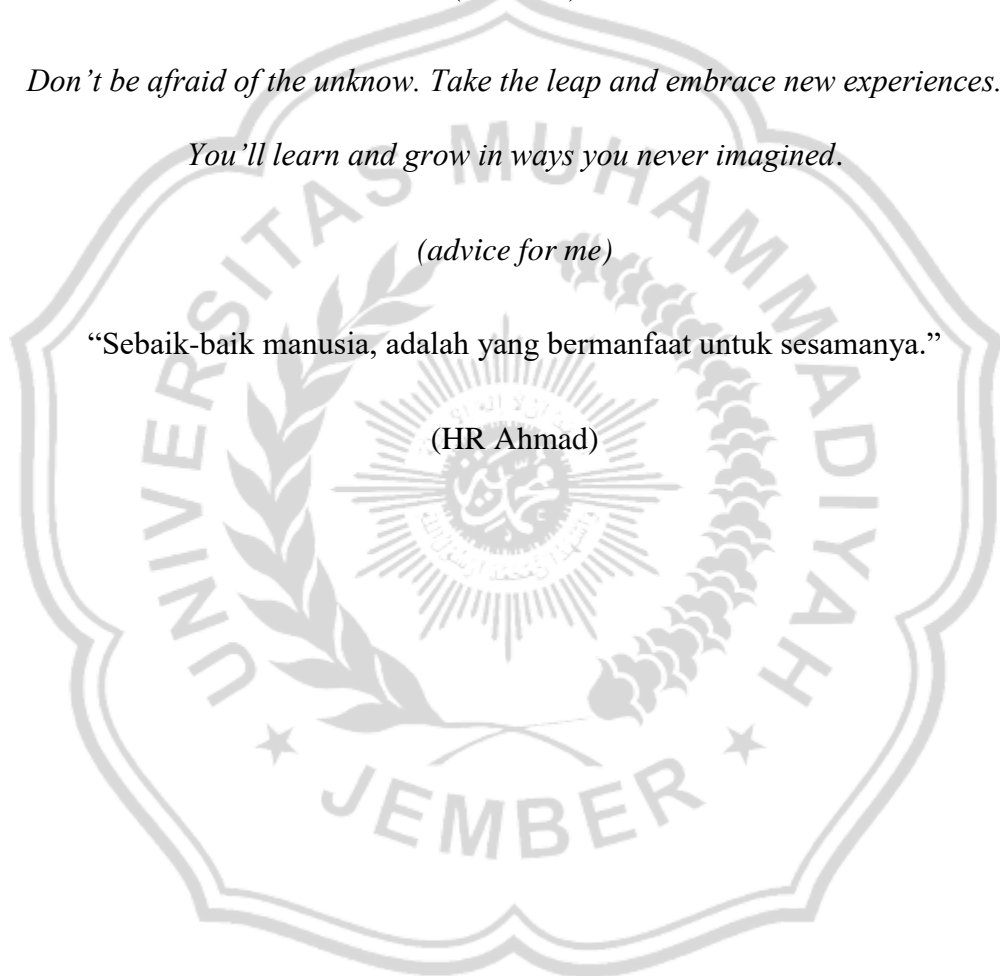 Don’t be afraid of the unknow. Take the leap and embrace new experiences.
You’ll learn and grow in ways you never imagined.
(advice for me)
“Sebaik-baik manusia, adalah yang bermanfaat untuk sesamanya.”
(HR Ahmad)
UNIVERSITAS MUHAMMADIYAH
JEMBER